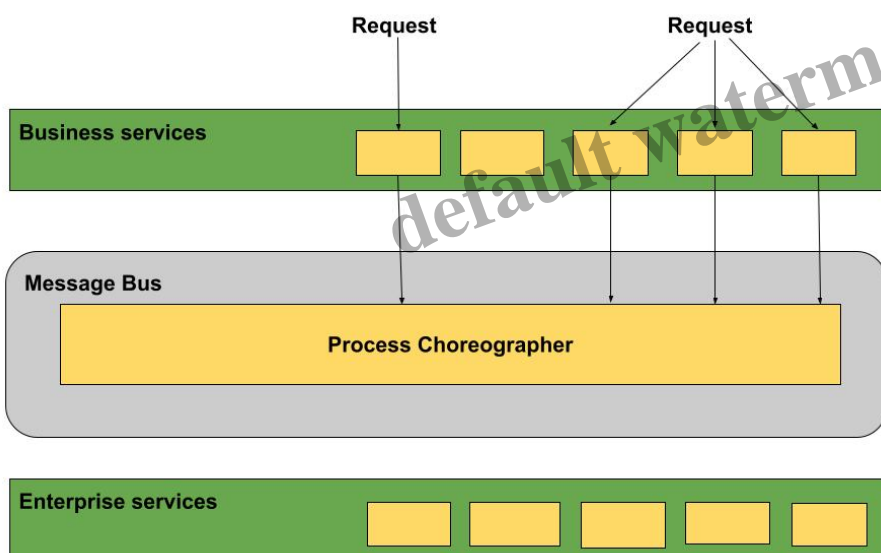 Request Request
Business services
default waterm
Message Bus
Process Choreographer
Enterprise services